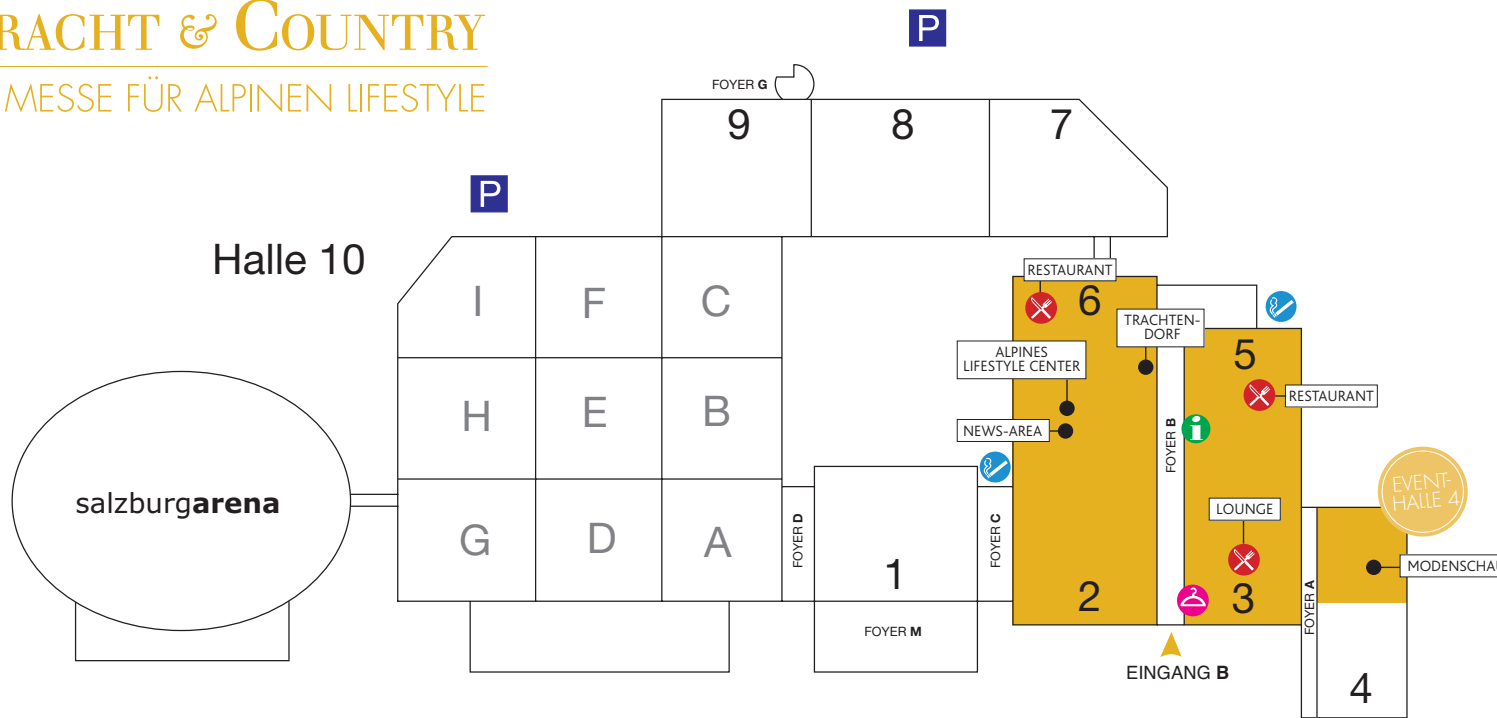 RACHT & COUNTRY
MESSE FÜR ALPINEN LIFESTYLE
P
FOYER G
9
8
7
P
Halle 10
I
F
C
H
E
B
G
D
A
salzburgarena
RESTAURANT
6
TRACHTEN-
DORF
ALPINES
LIFESTYLE CENTER
NEWS-AREA
5
RESTAURANT
FOYER B
i
EVENT-
HALLE 4
LOUNGE
FOYER D
FOYER C
1
2
3
FOYER A
MODENSCHAU
FOYER M
EINGANG B
4